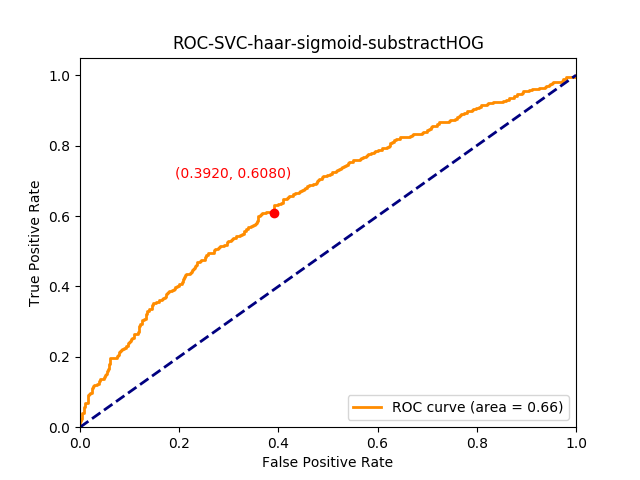 ROC-SVC-haar-sigmoid-substractHOG
1.0
0.8
0.6
0.4
0.2
0.0
True Positive Rate
(0.3920, 0.6080)
ROC curve (area = 0.66)
0.0 0.2 0.4 0.6 0.8 1.0
False Positive Rate